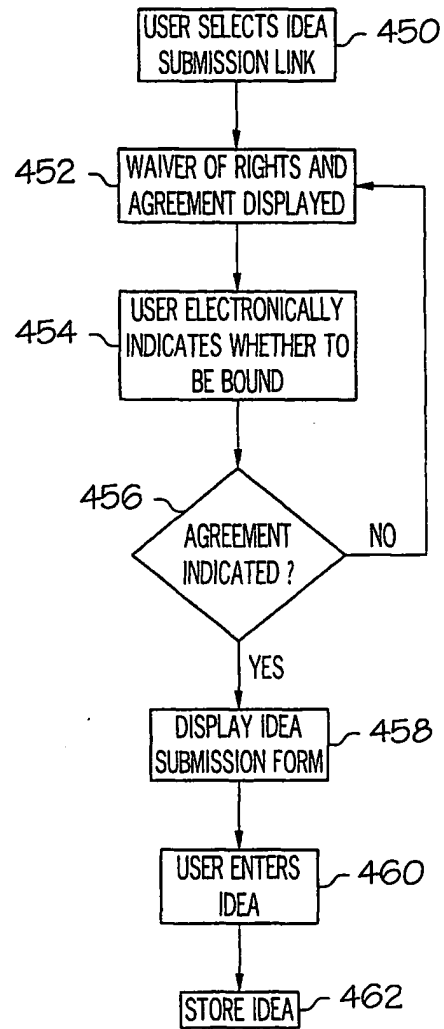 USER SELECTS IDEA
SUBMISSION LINK
450
452
WAIVER OF RIGHTS AND
AGREEMENT DISPLAYED
454
USER ELECTRONICALLY
INDICATES WHETHER TO
BE BOUND
456
AGREEMENT
INDICATED ?
NO
YES
DISPLAY IDEA
SUBMISSION FORM
458
USER ENTERS
IDEA
460
STORE IDEA
462